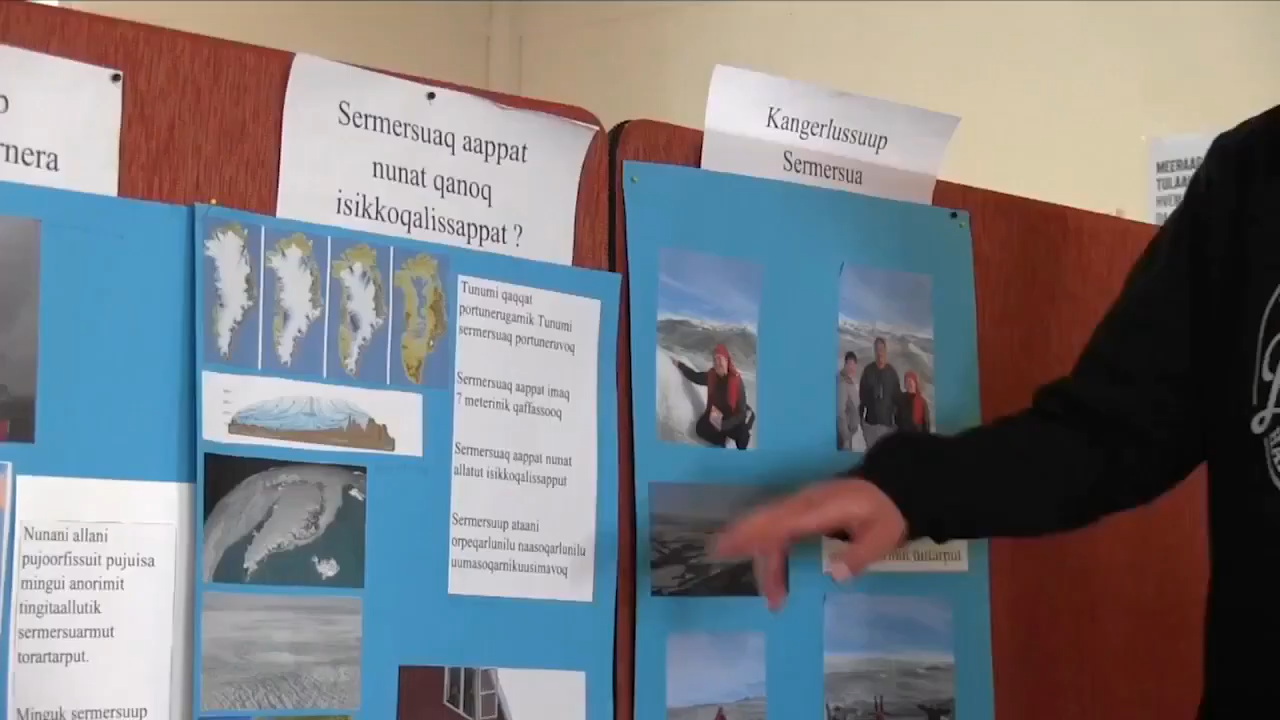 Sermersuaq aappat
nunat qanoq
isikkoqalissappat ?
Kangerlussuup
Sermersua
Tunumi qaqqat
portunerugamik Tunumi
sermersuaq portuneruvoq
Sermersuaq aappat imaq
7 meterinik qaffassooq
Sermersuaq aappat nunat
allatut isikkoqalissapput
Sermersuup ataani
orpeqarlunilu naasoqarlunilu
uumasoqarnikuusimavoq
Nunani allani
pujoorfissuit pujuisa
mingui anorimit
tingitaallutik
sermersuarmut
torartarput.
Minguk sermersuup